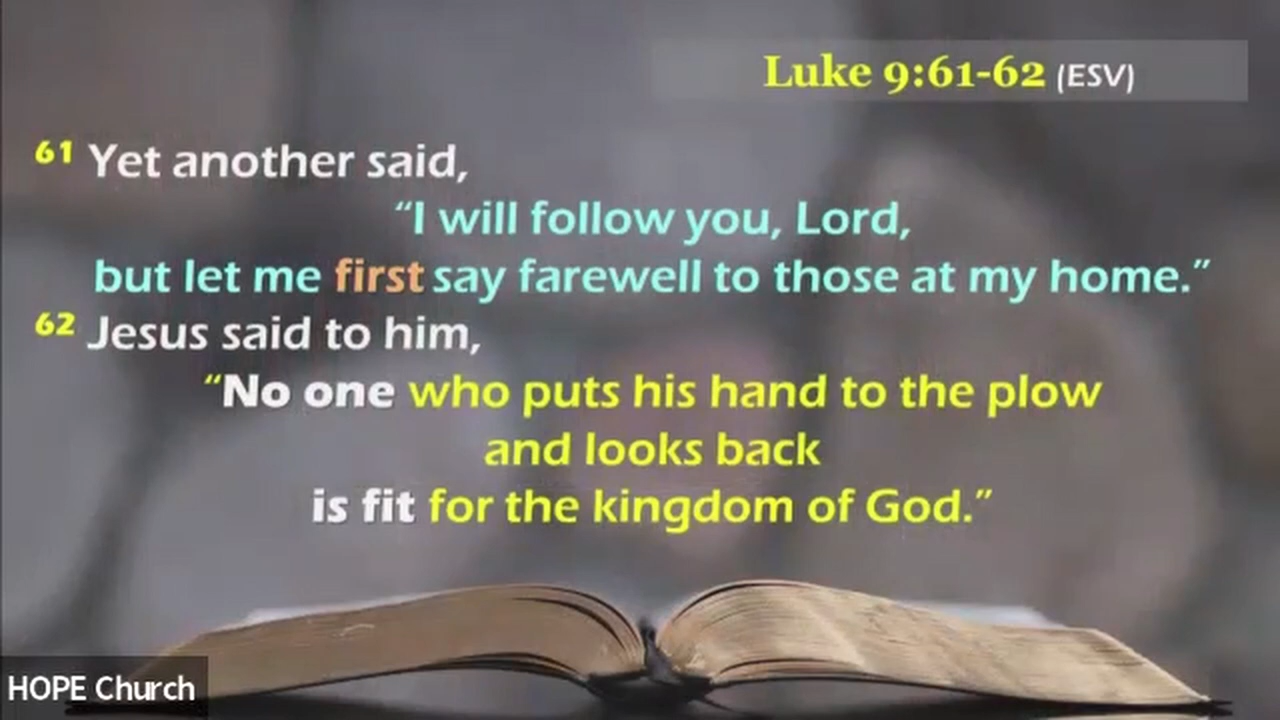 Luke 9:61-62 (ESV)
61 Yet another said,
“I will follow you, Lord,
but let me first say farewell to those at my home.”
62 Jesus said to him,
“No one who puts his hand to the plow
and looks back
is fit for the kingdom of God.”
HOPE Church